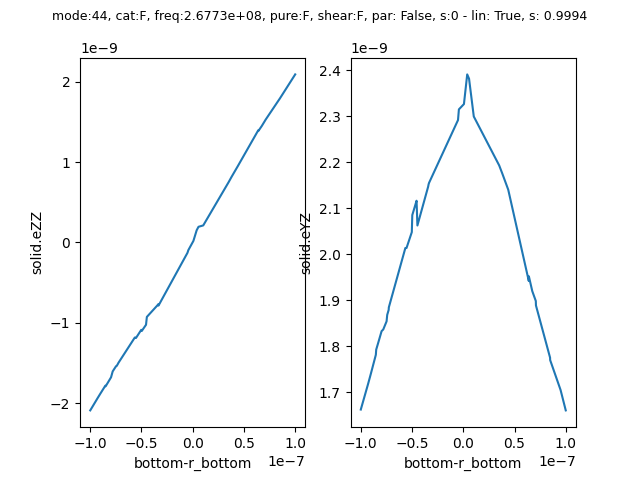 mode:44, cat:F, freq:2.6773e+08, pure:F, shear:F, par: False, s:0 - lin: True, s: 0.9994
1e−9
2
1
0
−1
−2
solid.eZZ
−1.0
−0.5
0.0
0.5
1.0
bottom-r_bottom
1e−7
1e−9
2.4
2.3
2.2
2.1
2.0
1.9
1.8
1.7
solid.eYZ
−1.0
−0.5
0.0
0.5
1.0
bottom-r_bottom
1e−7